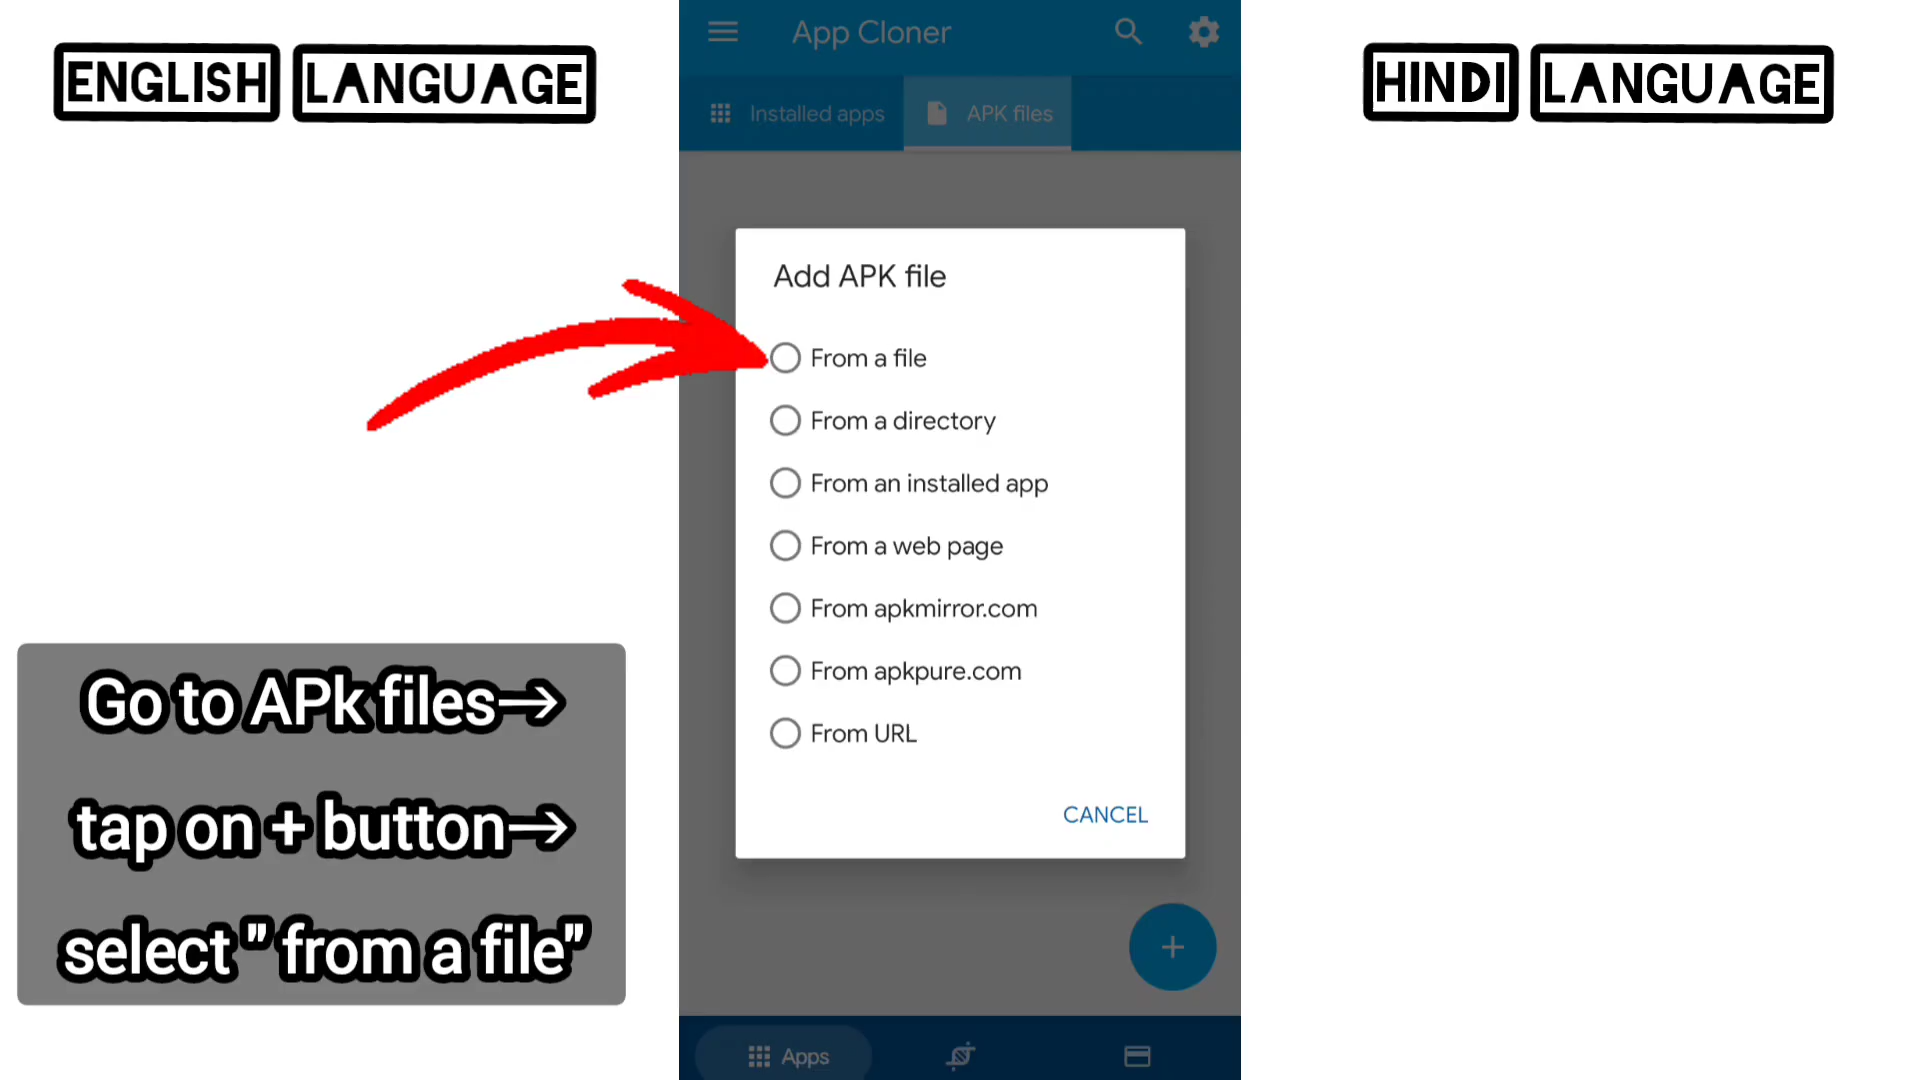 ENGLISH LANGUAGE
App Cloner
HINDI LANGUAGE
Installed apps
APK files
Add APK file
From a file
From a directory
From an installed app
From a web page
From apkmirror.com
From apkpure.com
From URL
CANCEL
Go to APk files→
tap on + button→
select " from a file"
+
Apps